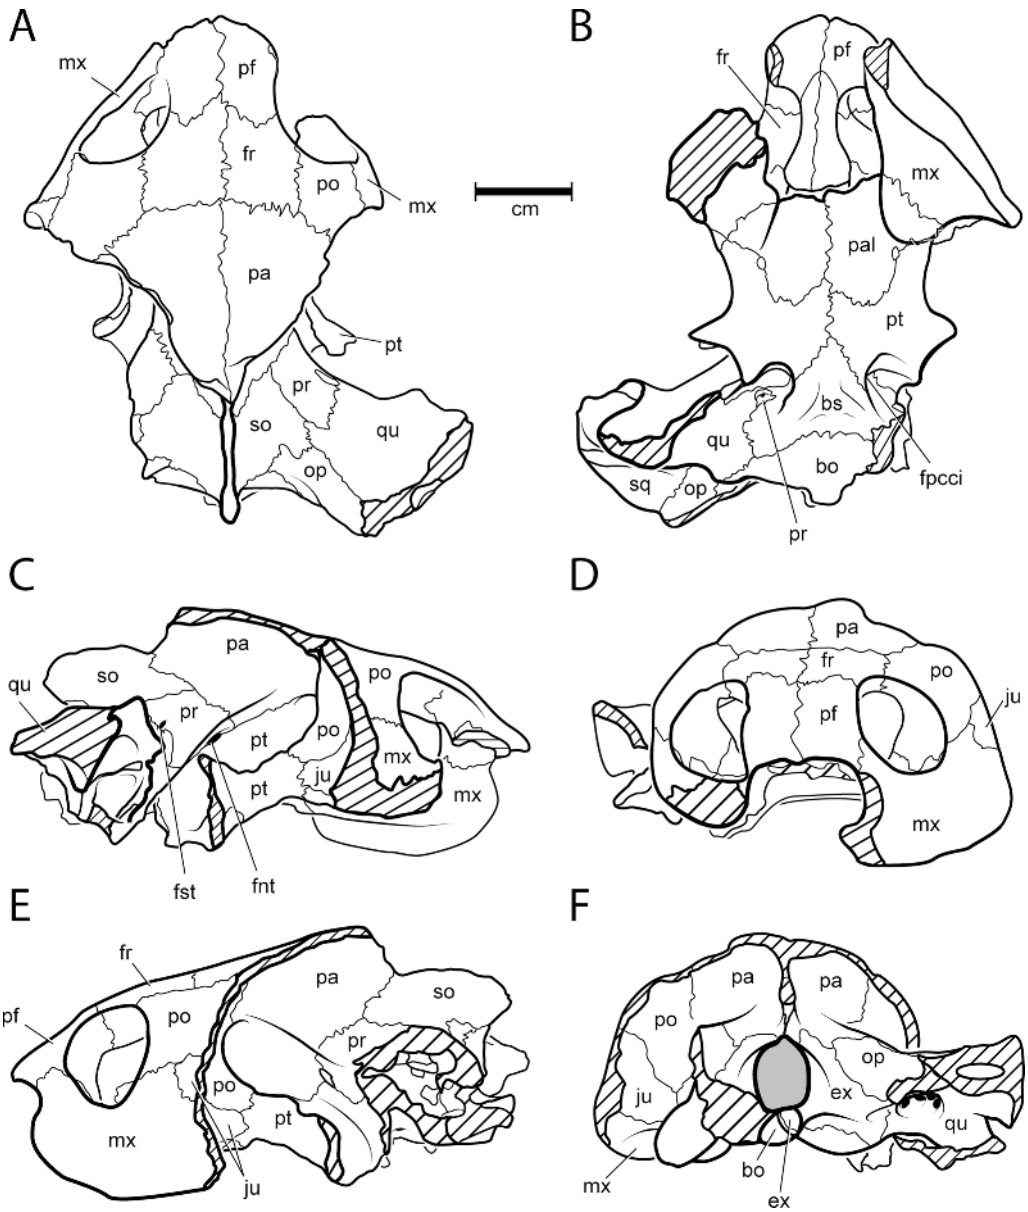 A
mx
pf
fr
po
mx
pa
pt
pr
so
qu
op
cm
B
fr
pf
mx
pal
pt
bs
qu
bo
sq
op
fpcci
pr
C
pa
so
po
qu
pr
pt
po
mx
ju
pt
mx
fst
fnt
D
pa
fr
po
ju
pf
mx
E
fr
pa
so
pf
po
pr
po
pt
mx
ju
F
pa
pa
po
op
ju
ex
qu
bo
mx
ex